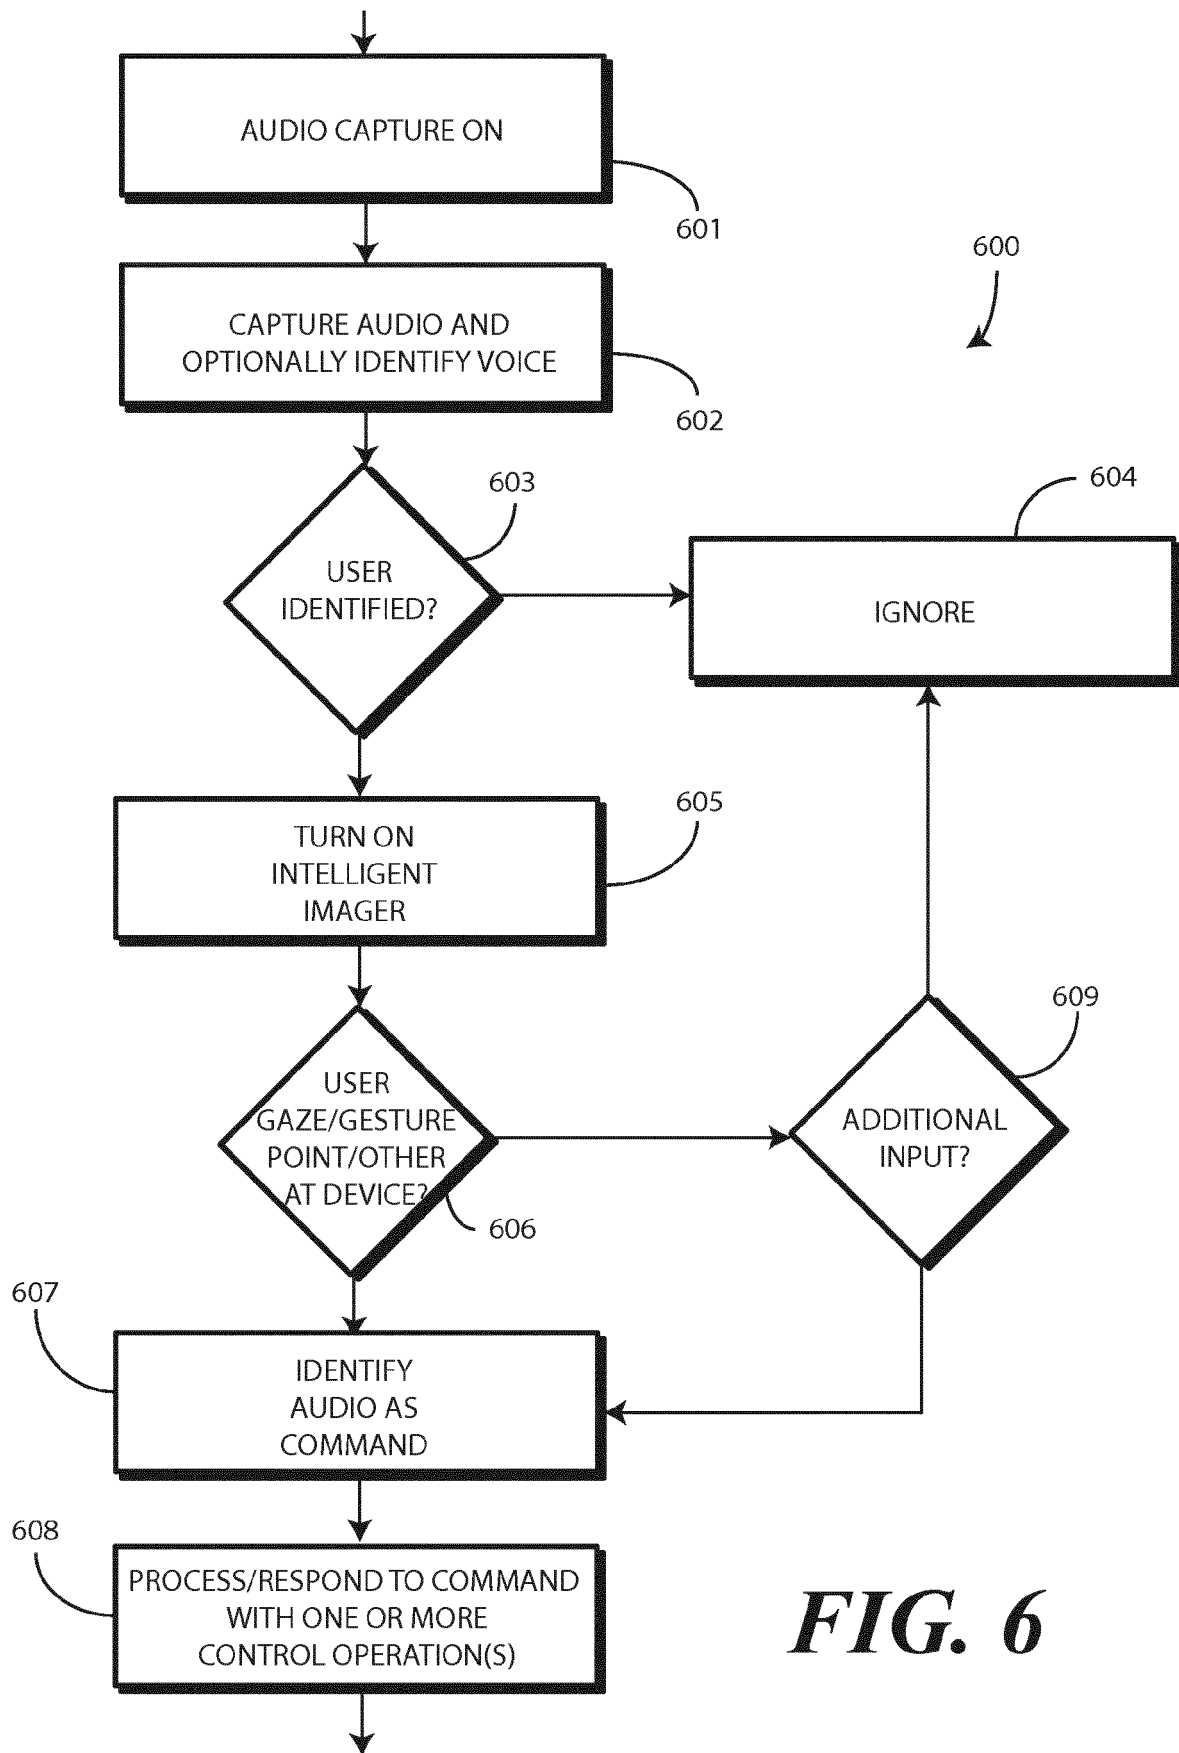 AUDIO CAPTURE ON
601
600
CAPTURE AUDIO AND
OPTIONALLY IDENTIFY VOICE
602
603
604
USER
IDENTIFIED?
IGNORE
605
TURN ON
INTELLIGENT
IMAGER
609
USER
GAZE/GESTURE
POINT/OTHER
AT DEVICE?
606
ADDITIONAL
INPUT?
607
IDENTIFY
AUDIO AS
COMMAND
608
PROCESS/RESPOND TO COMMAND
WITH ONE OR MORE
CONTROL OPERATION(S)
FIG. 6